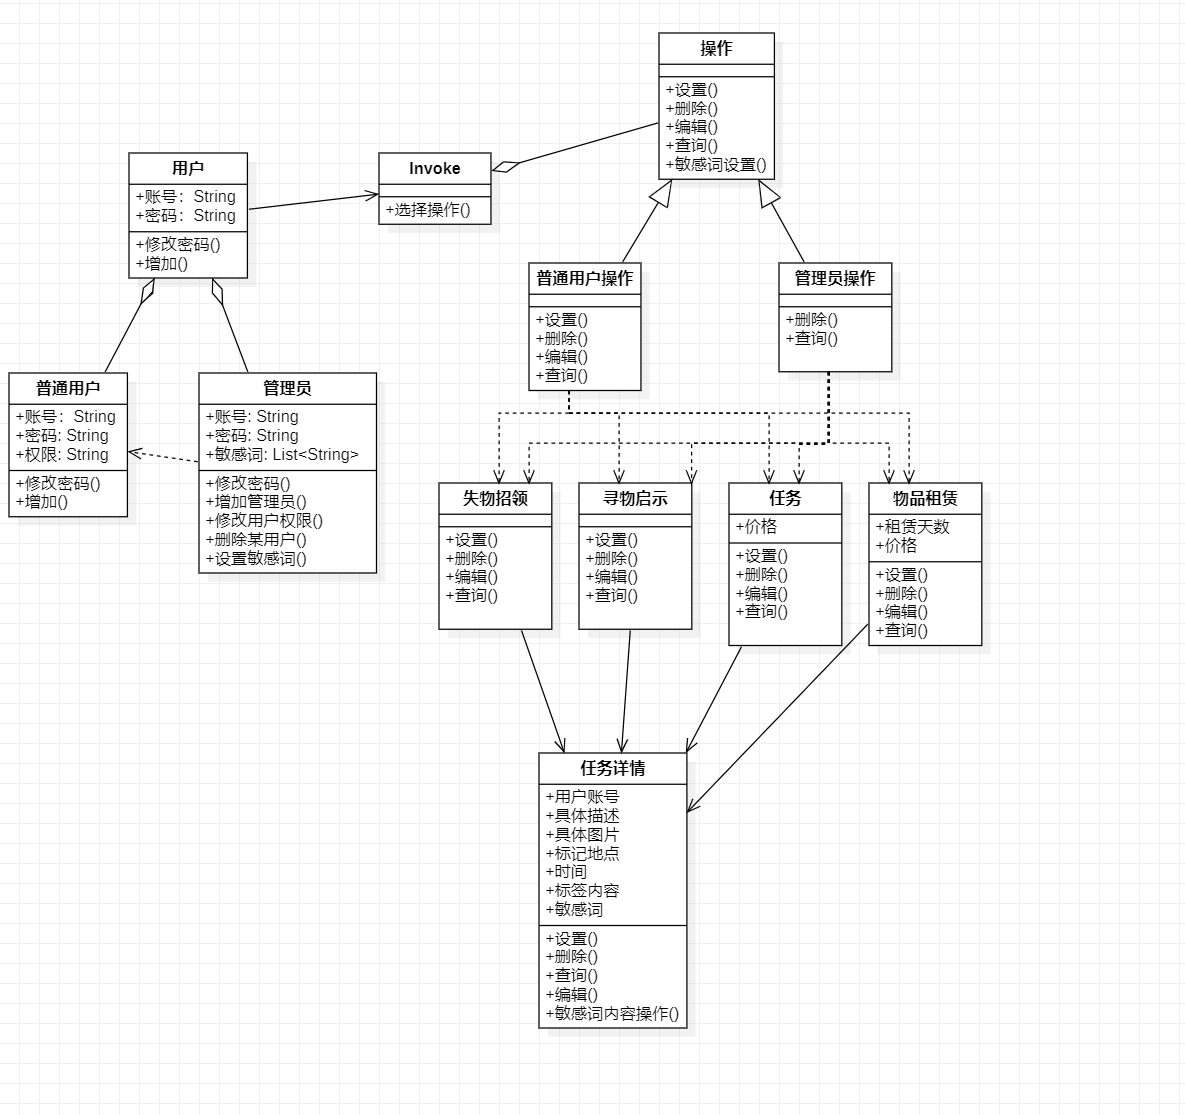 操作
+设置()
+删除()
+编辑()
+查询()
+敏感词设置()
用户
+账号：String
+密码：String
+修改密码()
+增加()
Invoke
+选择操作()
普通用户操作
+设置()
+删除()
+编辑()
+查询()
管理员操作
+删除()
+查询()
普通用户
+账号：String
+密码: String
+权限: String
+修改密码()
+增加()
管理员
+账号: String
+密码: String
+敏感词: List<String>
+修改密码()
+增加管理员()
+修改用户权限()
+删除某用户()
+设置敏感词()
失物招领
+设置()
+删除()
+编辑()
+查询()
寻物启示
+设置()
+删除()
+编辑()
+查询()
任务
+价格
+设置()
+删除()
+编辑()
+查询()
物品租赁
+租赁天数
+价格
+设置()
+删除()
+编辑()
+查询()
任务详情
+用户账号
+具体描述
+具体图片
+标记地点
+时间
+标签内容
+敏感词
+设置()
+删除()
+查询()
+编辑()
+敏感词内容操作()